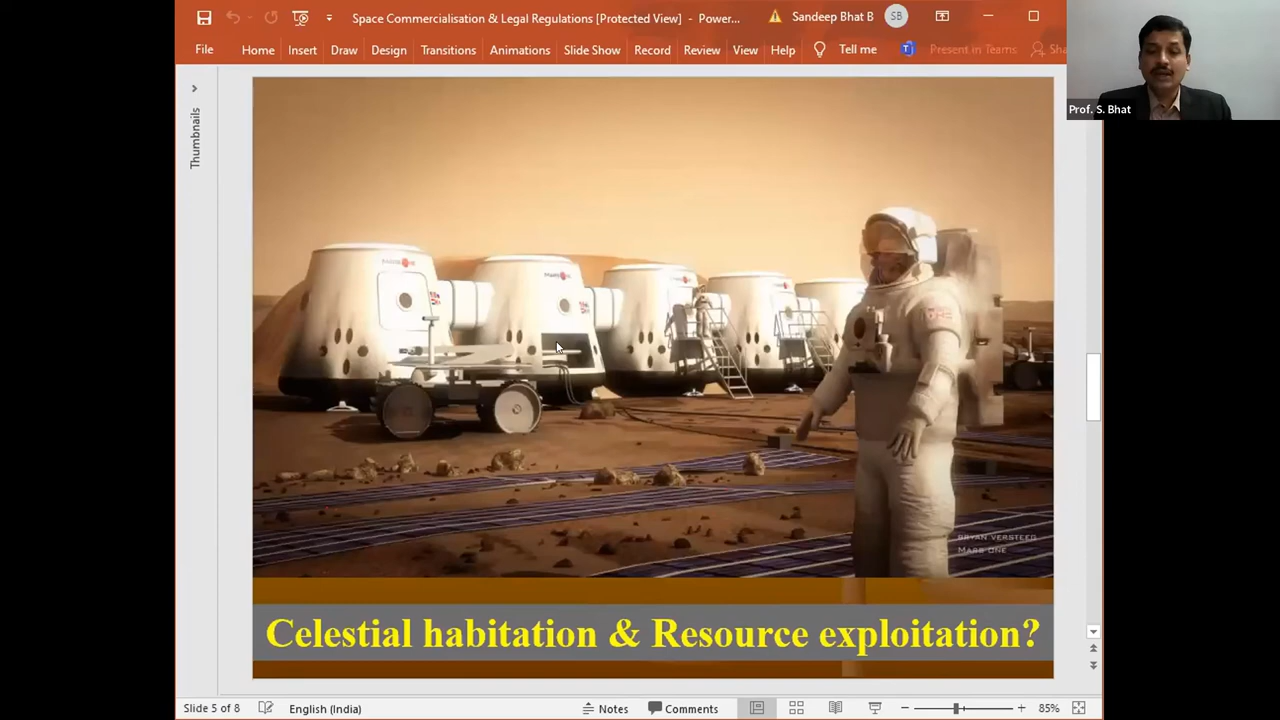 Space Commercialisation & Legal Regulations [Protected View] - Power...
Sandeep Bhat B
SB
File
Home
Insert
Draw
Design
Transitions
Animations
Slide Show
Record
Review
View
Help
Tell me
Present in Teams
Sha
Prof. S. Bhat
Thumbnails
BRYAN VERSTEEG
MARS ONE
Celestial habitation & Resource exploitation?
Slide 5 of 8
English (India)
Notes
Comments
85%